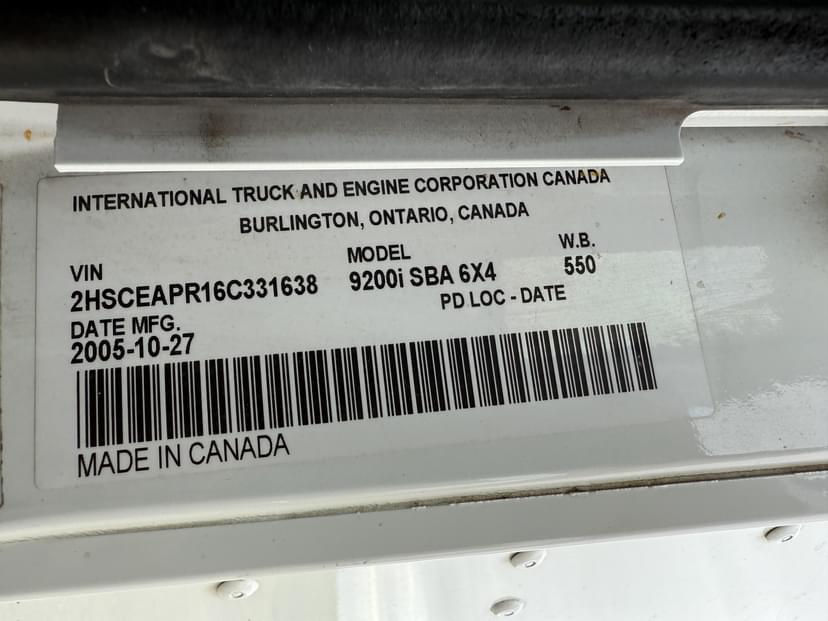 INTERNATIONAL TRUCK AND ENGINE CORPORATION CANADA
BURLINGTON, ONTARIO, CANADA
VIN MODEL W.B.
2HSCEAPR16C331638 9200i SBA 6X4 550
DATE MFG. PD LOC - DATE
2005-10-27
MADE IN CANADA